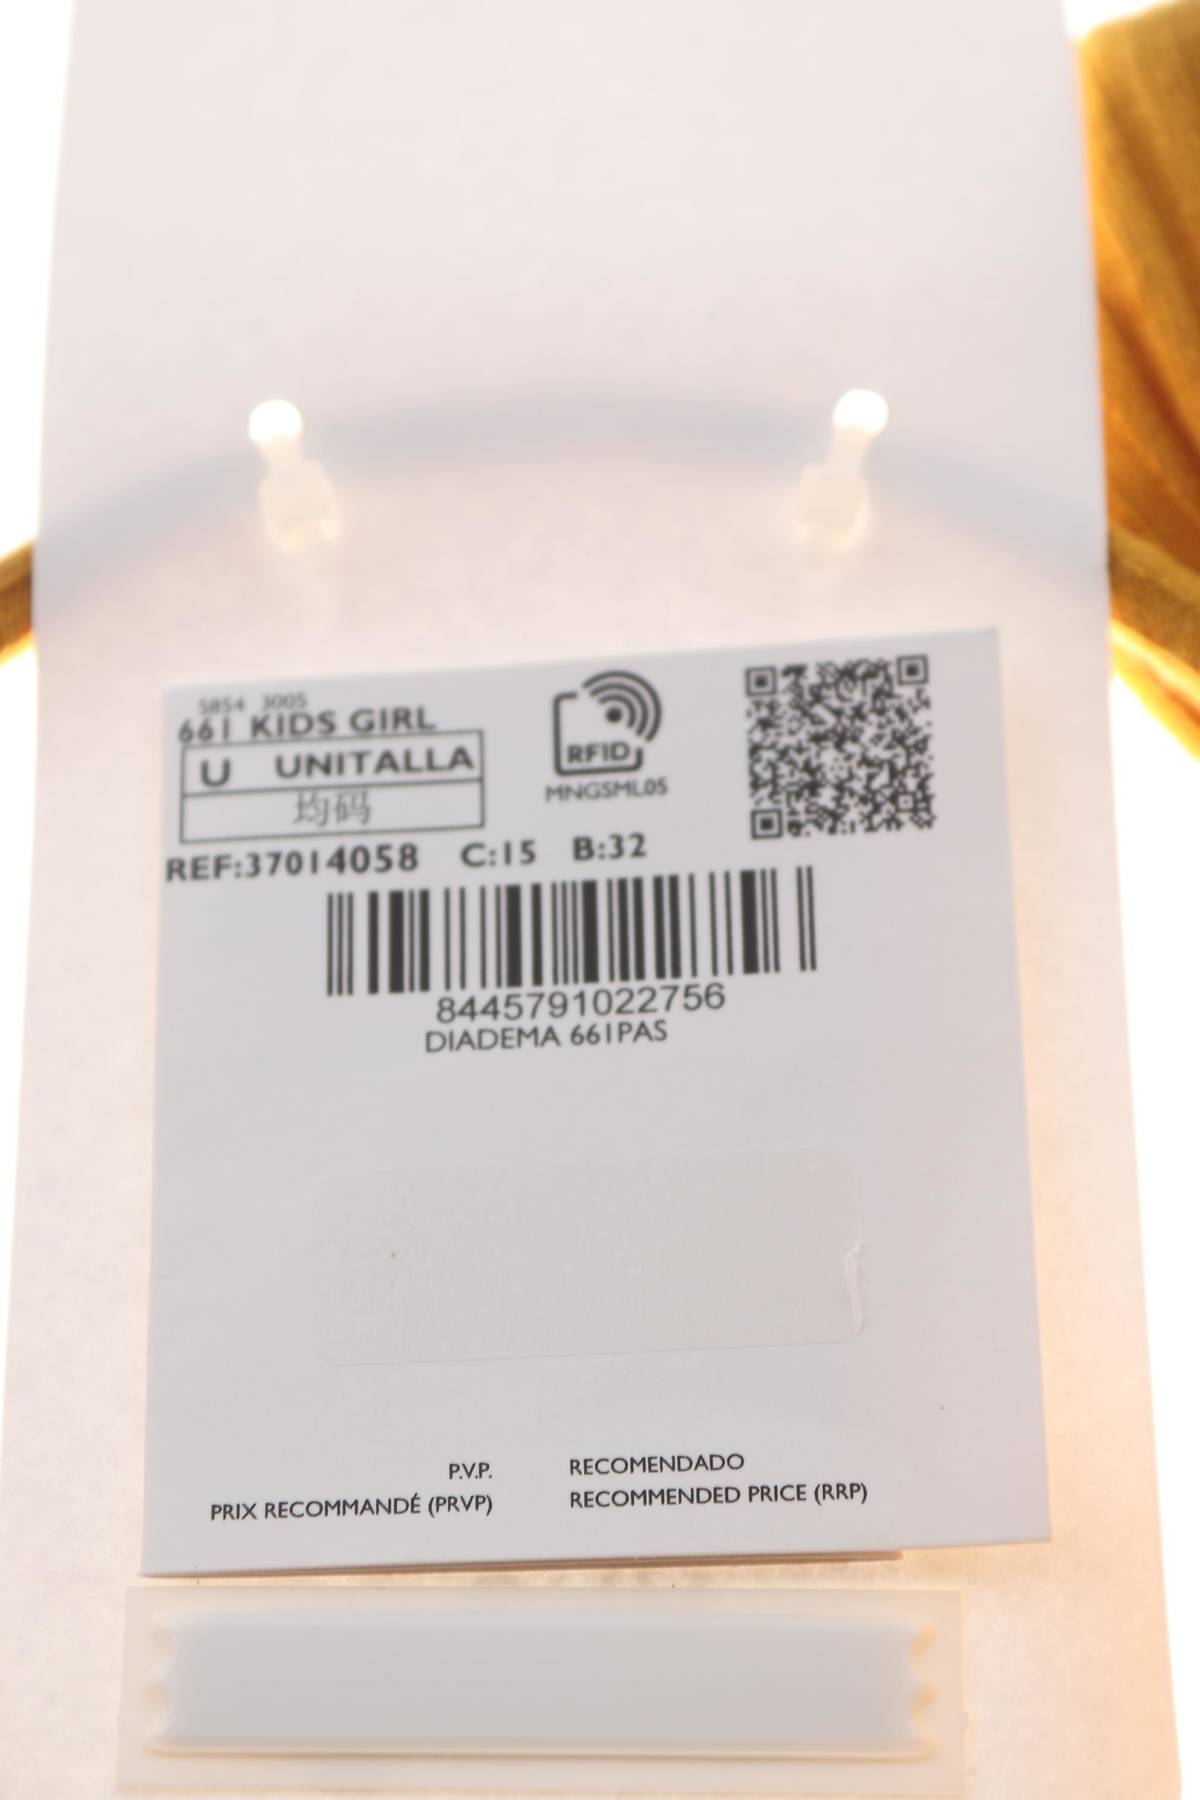 5854 3005
661 KIDS GIRL
U UNITALLA
均码
RFID
MNGSML05
REF:37014058 C:15 B:32
8445791022756
DIADEMA 661PAS
P.V.P. RECOMENDADO
PRIX RECOMMANDÉ (PRVP) RECOMMENDED PRICE (RRP)